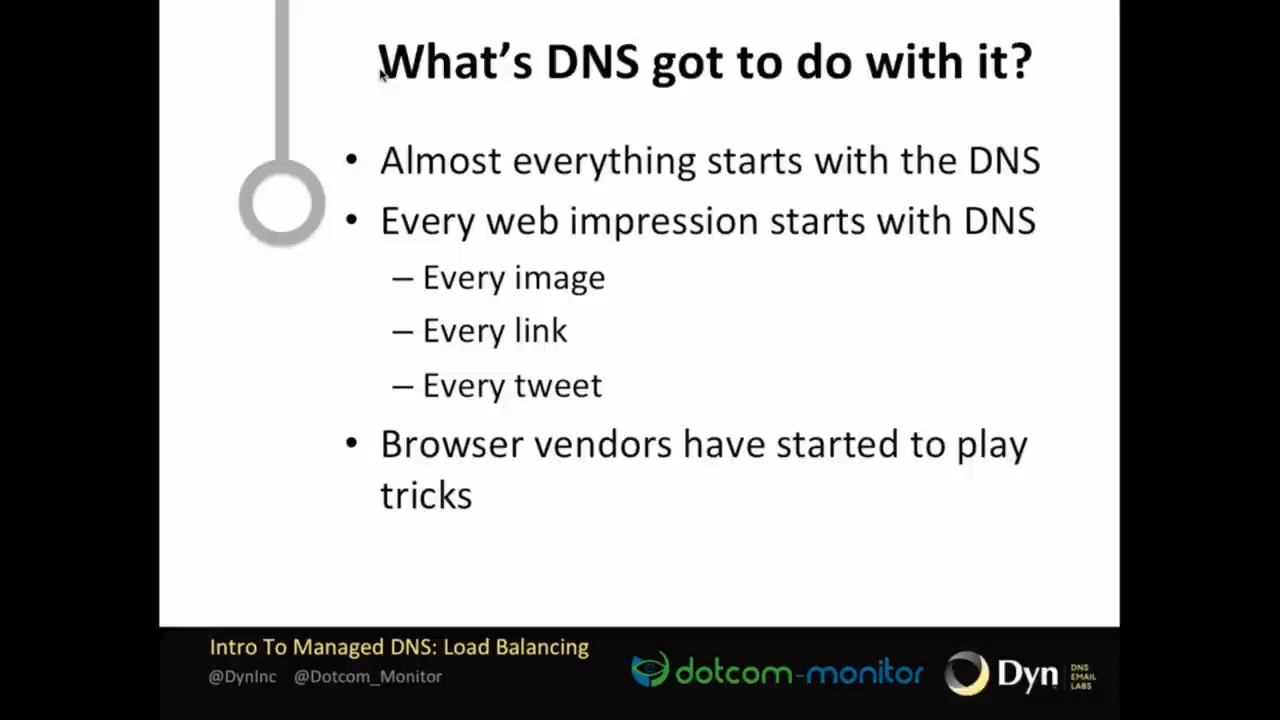 What's DNS got to do with it?
• Almost everything starts with the DNS
• Every web impression starts with DNS
– Every image
– Every link
– Every tweet
• Browser vendors have started to play
tricks
Intro To Managed DNS: Load Balancing
@DynInc @Dotcom_Monitor
dotcom-monitor
Dyn
DNS
EMAIL
LABS